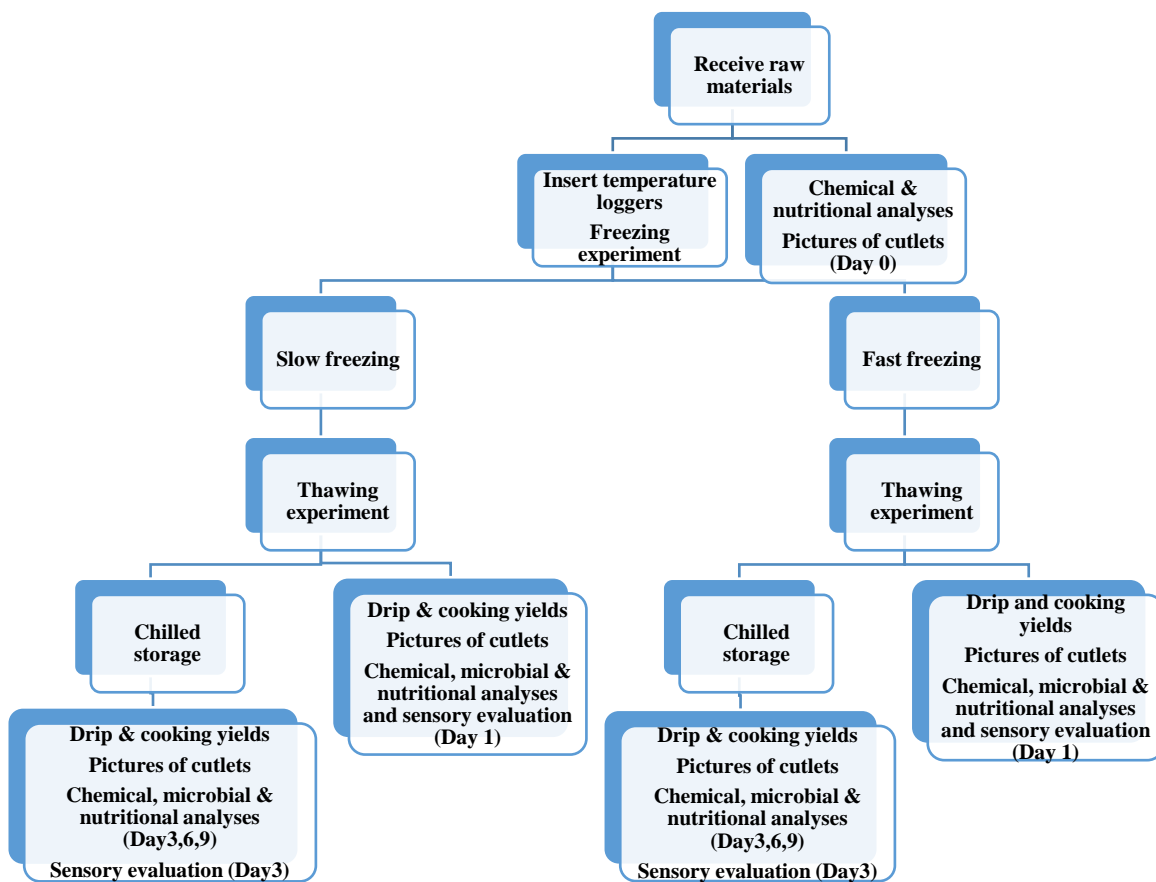 Receive raw
materials
Insert temperature
loggers
Freezing
experiment
Chemical &
nutritional analyses
Pictures of cutlets
(Day 0)
Slow freezing
Fast freezing
Thawing
experiment
Thawing
experiment
Chilled
storage
Drip & cooking yields
Pictures of cutlets
Chemical, microbial &
nutritional analyses
and sensory evaluation
(Day 1)
Chilled
storage
Drip and cooking
yields
Pictures of cutlets
Chemical, microbial &
nutritional analyses
and sensory evaluation
(Day 1)
Drip & cooking yields
Pictures of cutlets
Chemical, microbial &
nutritional analyses
(Day3,6,9)
Sensory evaluation (Day3)
Drip & cooking yields
Pictures of cutlets
Chemical, microbial &
nutritional analyses
(Day3,6,9)
Sensory evaluation (Day3)